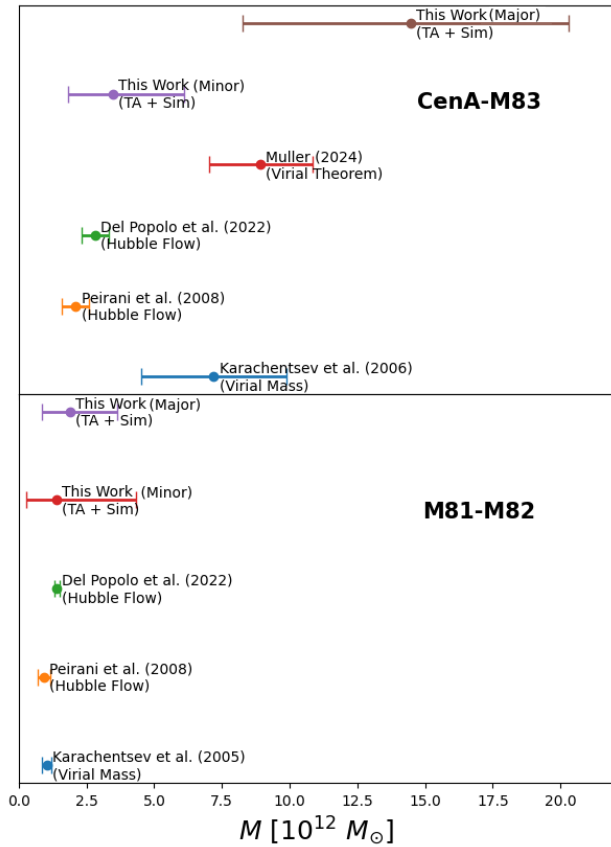 This Work (Major)
(TA + Sim)
This Work (Minor)
(TA + Sim)
CenA-M83
Muller (2024)
(Virial Theorem)
Del Popolo et al. (2022)
(Hubble Flow)
Peirani et al. (2008)
(Hubble Flow)
Karachentsev et al. (2006)
(Virial Mass)
This Work (Major)
(TA + Sim)
This Work (Minor)
(TA + Sim)
M81-M82
Del Popolo et al. (2022)
(Hubble Flow)
Peirani et al. (2008)
(Hubble Flow)
Karachentsev et al. (2005)
(Virial Mass)
0.0 2.5 5.0 7.5 10.0 12.5 15.0 17.5 20.0
M [10¹² M☉]